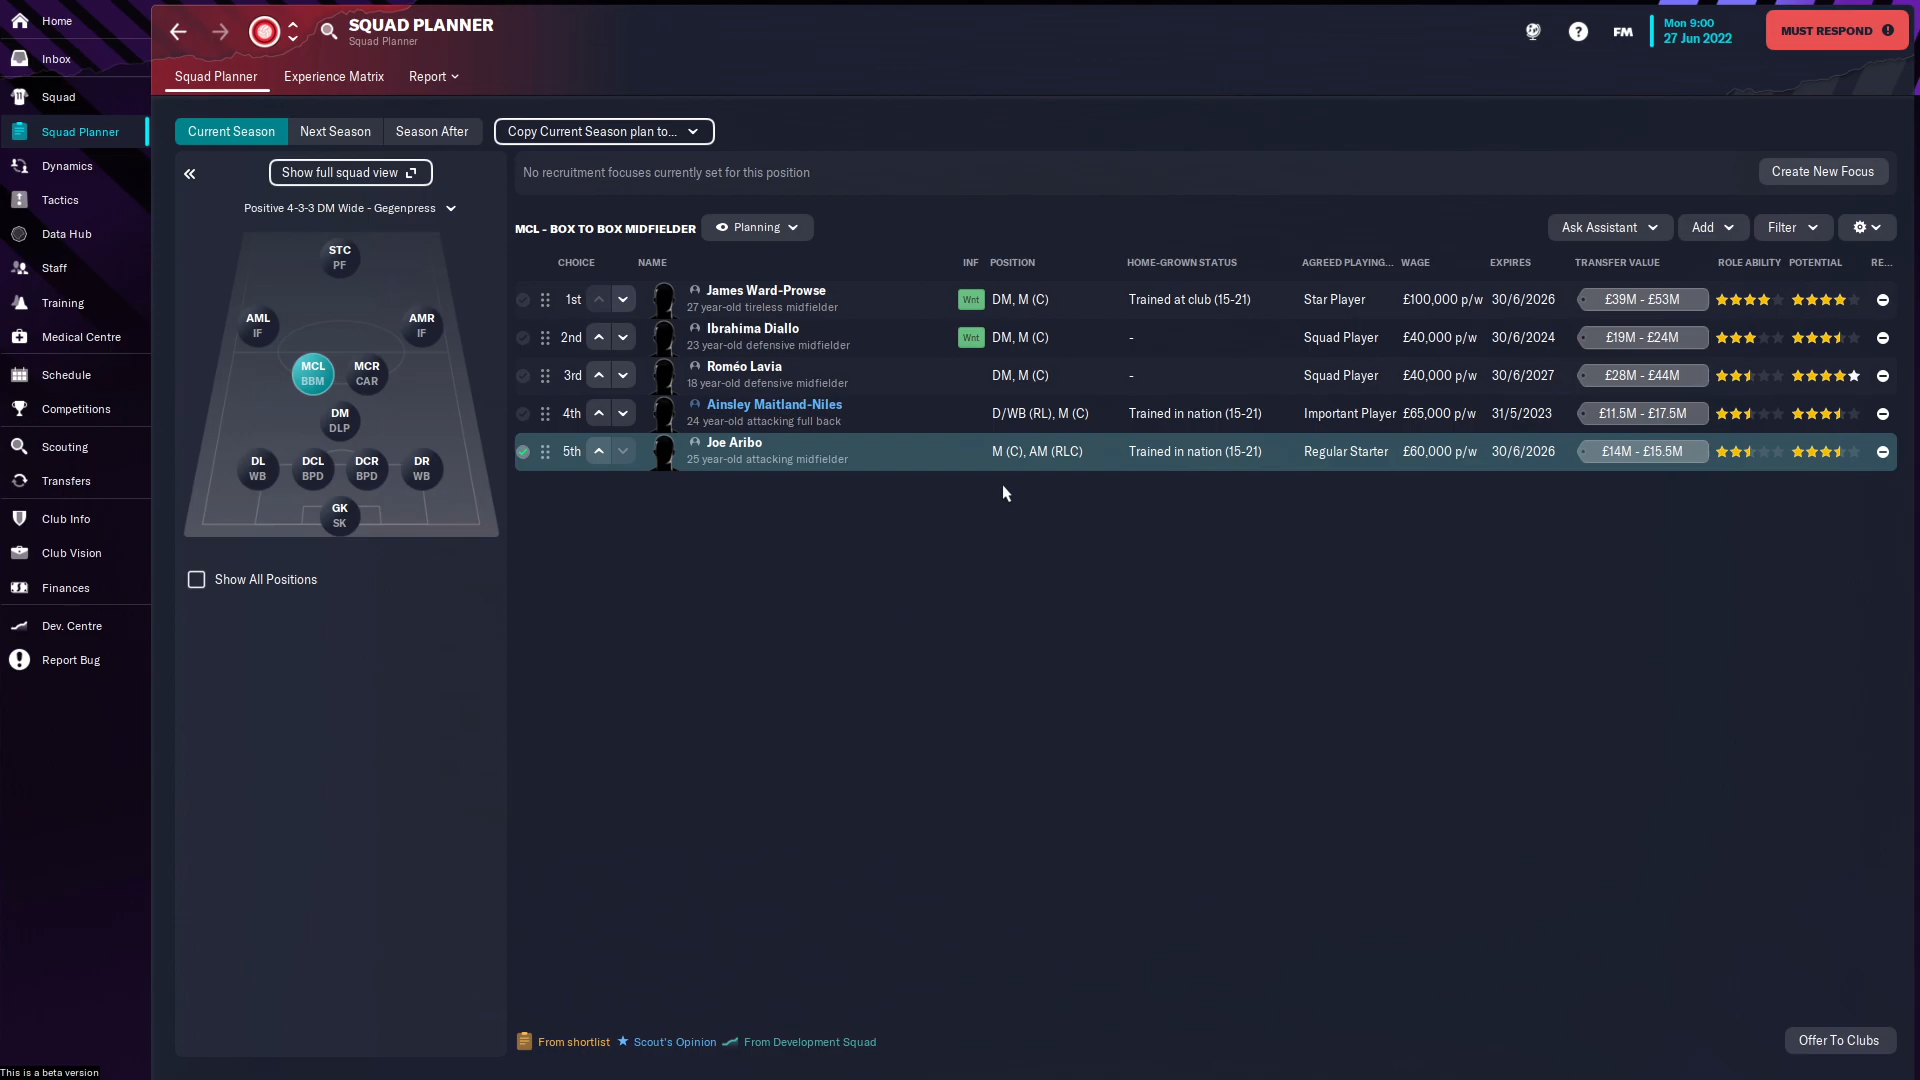 Home
Inbox
Squad
Squad Planner
Dynamics
Tactics
Data Hub
Staff
Training
Medical Centre
Schedule
Competitions
Scouting
Transfers
Club Info
Club Vision
Finances
Dev. Centre
Report Bug
This is a beta version
SQUAD PLANNER
Squad Planner
FM
Mon 9:00
27 Jun 2022
MUST RESPOND
Squad Planner Experience Matrix Report
Current Season Next Season Season After Copy Current Season plan to...
Show full squad view
Positive 4-3-3 DM Wide - Gegenpress
STC
PF
AML AMR
IF IF
MCL MCR
BBM CAR
DM
DLP
DL DCL DCR DR
WB BPD BPD WB
GK
SK
Show All Positions
No recruitment focuses currently set for this position Create New Focus
MCL - BOX TO BOX MIDFIELDER Planning Ask Assistant Add Filter
CHOICE NAME INF POSITION HOME-GROWN STATUS AGREED PLAYING... WAGE EXPIRES TRANSFER VALUE ROLE ABILITY POTENTIAL RE...
1st James Ward-Prowse Wnt DM, M (C) Trained at club (15-21) Star Player £100,000 p/w 30/6/2026 £39M - £53M
27 year-old tireless midfielder
2nd Ibrahima Diallo Wnt DM, M (C) - Squad Player £40,000 p/w 30/6/2024 £19M - £24M
23 year-old defensive midfielder
3rd Roméo Lavia DM, M (C) - Squad Player £40,000 p/w 30/6/2027 £28M - £44M
18 year-old defensive midfielder
4th Ainsley Maitland-Niles D/WB (RL), M (C) Trained in nation (15-21) Important Player £65,000 p/w 31/5/2023 £11.5M - £17.5M
24 year-old attacking full back
5th Joe Aribo M (C), AM (RLC) Trained in nation (15-21) Regular Starter £60,000 p/w 30/6/2026 £14M - £15.5M
25 year-old attacking midfielder
From shortlist Scout's Opinion From Development Squad Offer To Clubs